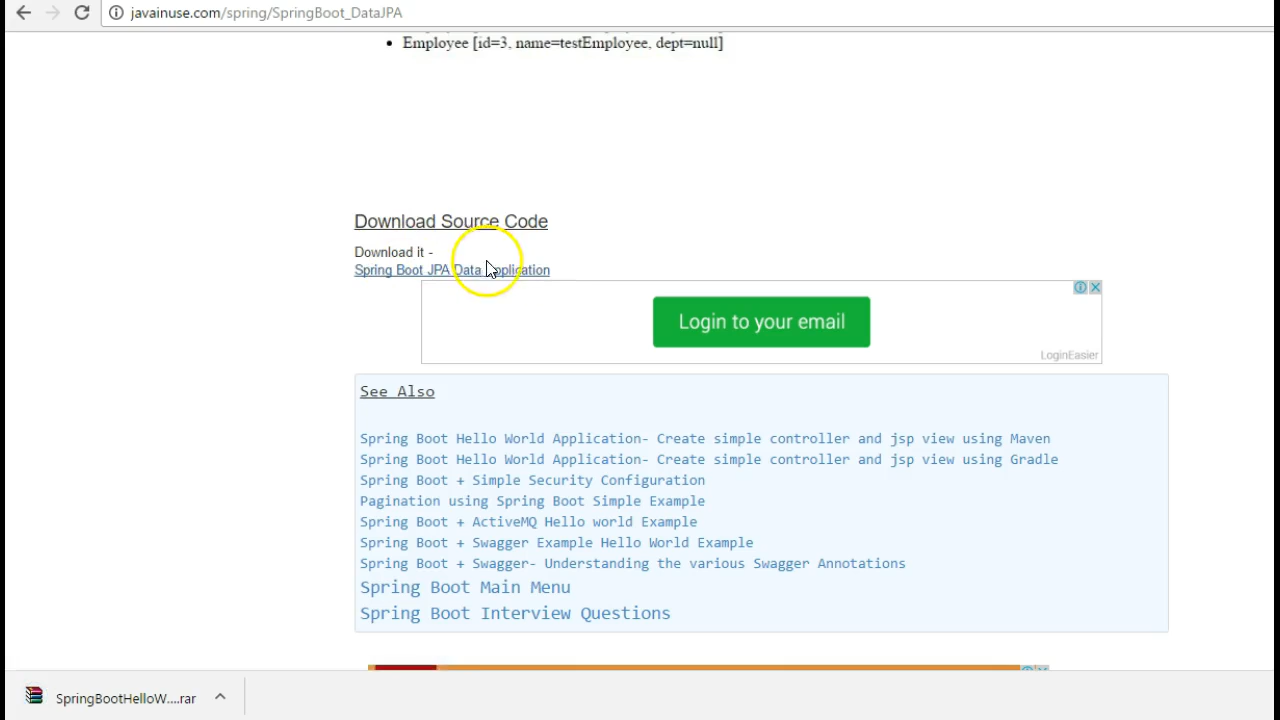 javainuse.com/spring/SpringBoot_DataJPA
Employee [id=3, name=testEmployee, dept=null]
Download Source Code
Download it -
Spring Boot JPA Data Application
Login to your email
LoginEasier
See Also
Spring Boot Hello World Application- Create simple controller and jsp view using Maven
Spring Boot Hello World Application- Create simple controller and jsp view using Gradle
Spring Boot + Simple Security Configuration
Pagination using Spring Boot Simple Example
Spring Boot + ActiveMQ Hello world Example
Spring Boot + Swagger Example Hello World Example
Spring Boot + Swagger- Understanding the various Swagger Annotations
Spring Boot Main Menu
Spring Boot Interview Questions
SpringBootHelloW....rar